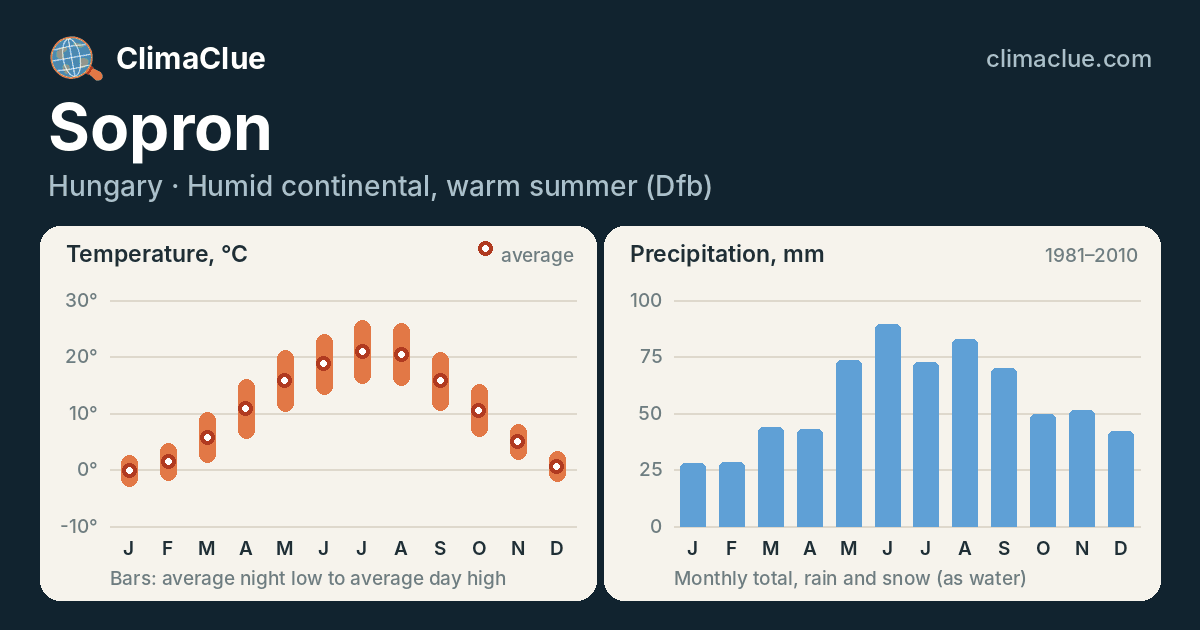 ClimaClue
climaclue.com
Sopron
Hungary · Humid continental, warm summer (Dfb)
Temperature, °C
average
30°
20°
10°
0°
-10°
J F M A M J J A S O N D
Bars: average night low to average day high
Precipitation, mm
1981–2010
100
75
50
25
0
J F M A M J J A S O N D
Monthly total, rain and snow (as water)